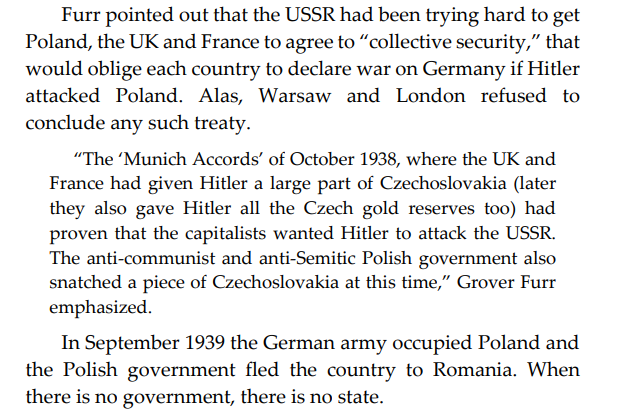 Furr pointed out that the USSR had been trying hard to get
Poland, the UK and France to agree to “collective security,” that
would oblige each country to declare war on Germany if Hitler
attacked Poland. Alas, Warsaw and London refused to
conclude any such treaty.
“The ‘Munich Accords’ of October 1938, where the UK and
France had given Hitler a large part of Czechoslovakia (later
they also gave Hitler all the Czech gold reserves too) had
proven that the capitalists wanted Hitler to attack the USSR.
The anti-communist and anti-Semitic Polish government also
snatched a piece of Czechoslovakia at this time,” Grover Furr
emphasized.
In September 1939 the German army occupied Poland and
the Polish government fled the country to Romania. When
there is no government, there is no state.